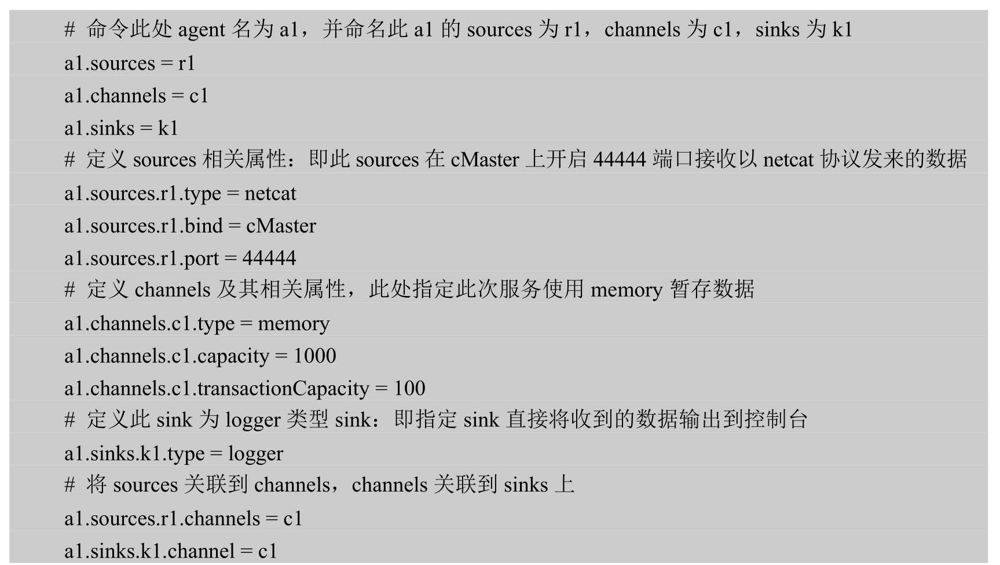 # 命令此处 agent 名为 a1，并命名此 a1 的 sources 为 r1，channels 为 c1，sinks 为 k1
a1.sources = r1
a1.channels = c1
a1.sinks = k1
# 定义 sources 相关属性：即此 sources 在 cMaster 上开启 44444 端口接收以 netcat 协议发来的数据
a1.sources.r1.type = netcat
a1.sources.r1.bind = cMaster
a1.sources.r1.port = 44444
# 定义 channels 及其相关属性，此处指定此次服务使用 memory 暂存数据
a1.channels.c1.type = memory
a1.channels.c1.capacity = 1000
a1.channels.c1.transactionCapacity = 100
# 定义此 sink 为 logger 类型 sink：即指定 sink 直接将收到的数据输出到控制台
a1.sinks.k1.type = logger
# 将 sources 关联到 channels，channels 关联到 sinks 上
a1.sources.r1.channels = c1
a1.sinks.k1.channel = c1